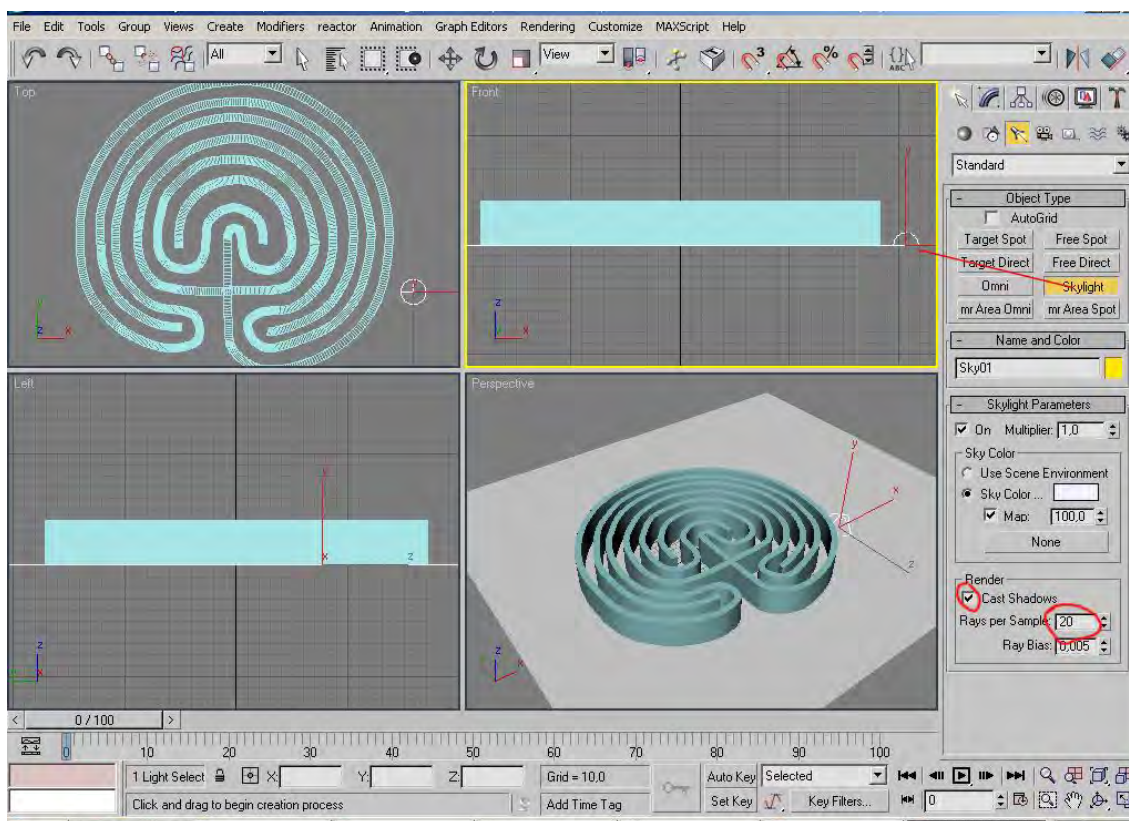 File Edit Tools Group Views Create Modifiers reactor Animation Graph Editors Rendering Customize MAXScript Help
All View
Top
Front
Left
Perspective
y
z
x
Standard
- Object Type
AutoGrid
Target Spot Free Spot
Target Direct Free Direct
Omni Skylight
mr Area Omni mr Area Spot
- Name and Color
Sky01
- Skylight Parameters
On Multiplier: 1,0
Sky Color
Use Scene Environment
Sky Color ...
Map: 100,0
None
Render
Cast Shadows
Rays per Sample: 20
Ray Bias: 0,005
< 0 / 100 >
0 10 20 30 40 50 60 70 80 90 100
1 Light Select X: Y: Z: Grid = 10,0 Auto Key Selected
Click and drag to begin creation process Add Time Tag Set Key Key Filters... 0